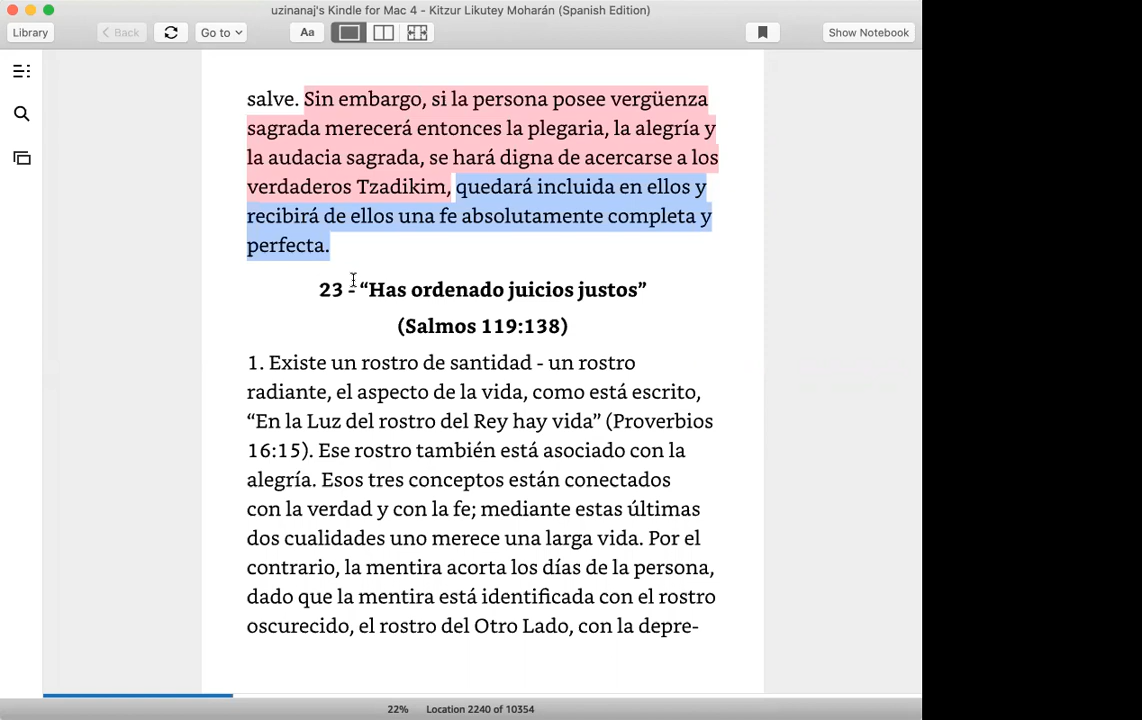 uzinanaj's Kindle for Mac 4 - Kitzur Likutey Moharán (Spanish Edition)
Library
Back
Go to
Aa
Show Notebook
salve. Sin embargo, si la persona posee vergüenza
sagrada merecerá entonces la plegaria, la alegría y
la audacia sagrada, se hará digna de acercarse a los
verdaderos Tzadikim, quedará incluida en ellos y
recibirá de ellos una fe absolutamente completa y
perfecta.
23 - “Has ordenado juicios justos”
(Salmos 119:138)
1. Existe un rostro de santidad - un rostro
radiante, el aspecto de la vida, como está escrito,
“En la Luz del rostro del Rey hay vida” (Proverbios
16:15). Ese rostro también está asociado con la
alegría. Esos tres conceptos están conectados
con la verdad y con la fe; mediante estas últimas
dos cualidades uno merece una larga vida. Por el
contrario, la mentira acorta los días de la persona,
dado que la mentira está identificada con el rostro
oscurecido, el rostro del Otro Lado, con la depre-
22% Location 2240 of 10354